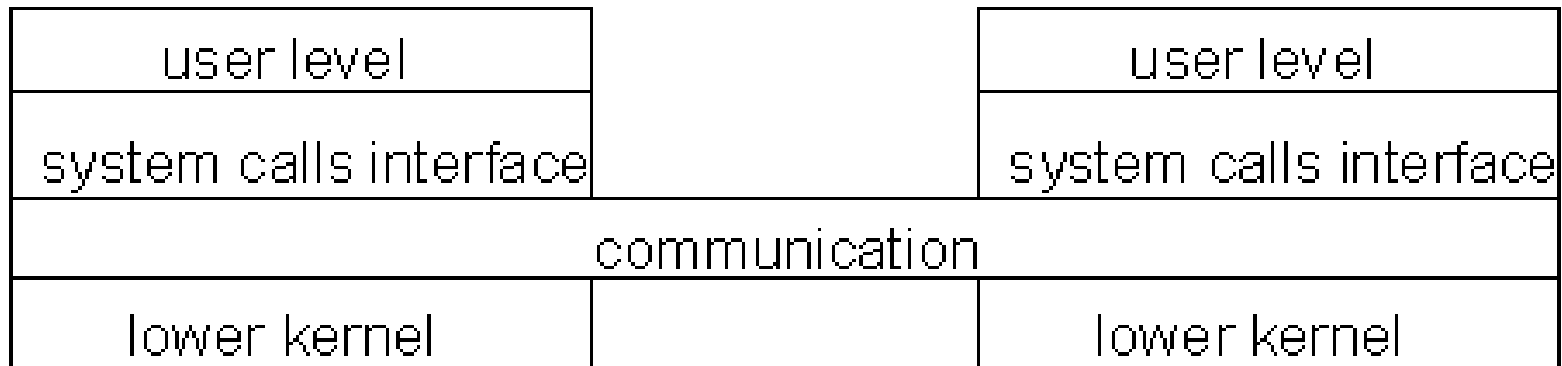 user level user level
system calls interface system calls interface
communication
lower kernel lower kernel